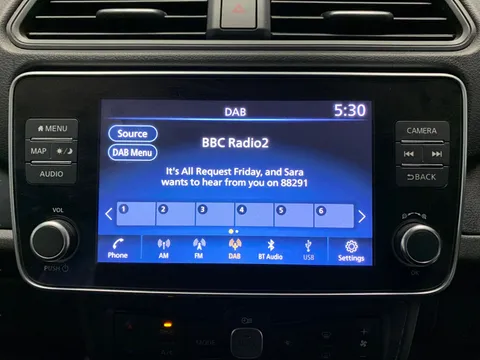 DAB 5:30
MENU
MAP
AUDIO
VOL
PUSH
Source
DAB Menu
BBC Radio2
It's All Request Friday, and Sara
wants to hear from you on 88291
1 2 3 4 5 6
Phone AM FM DAB BT Audio USB Settings
CAMERA
BACK
OK
MODE